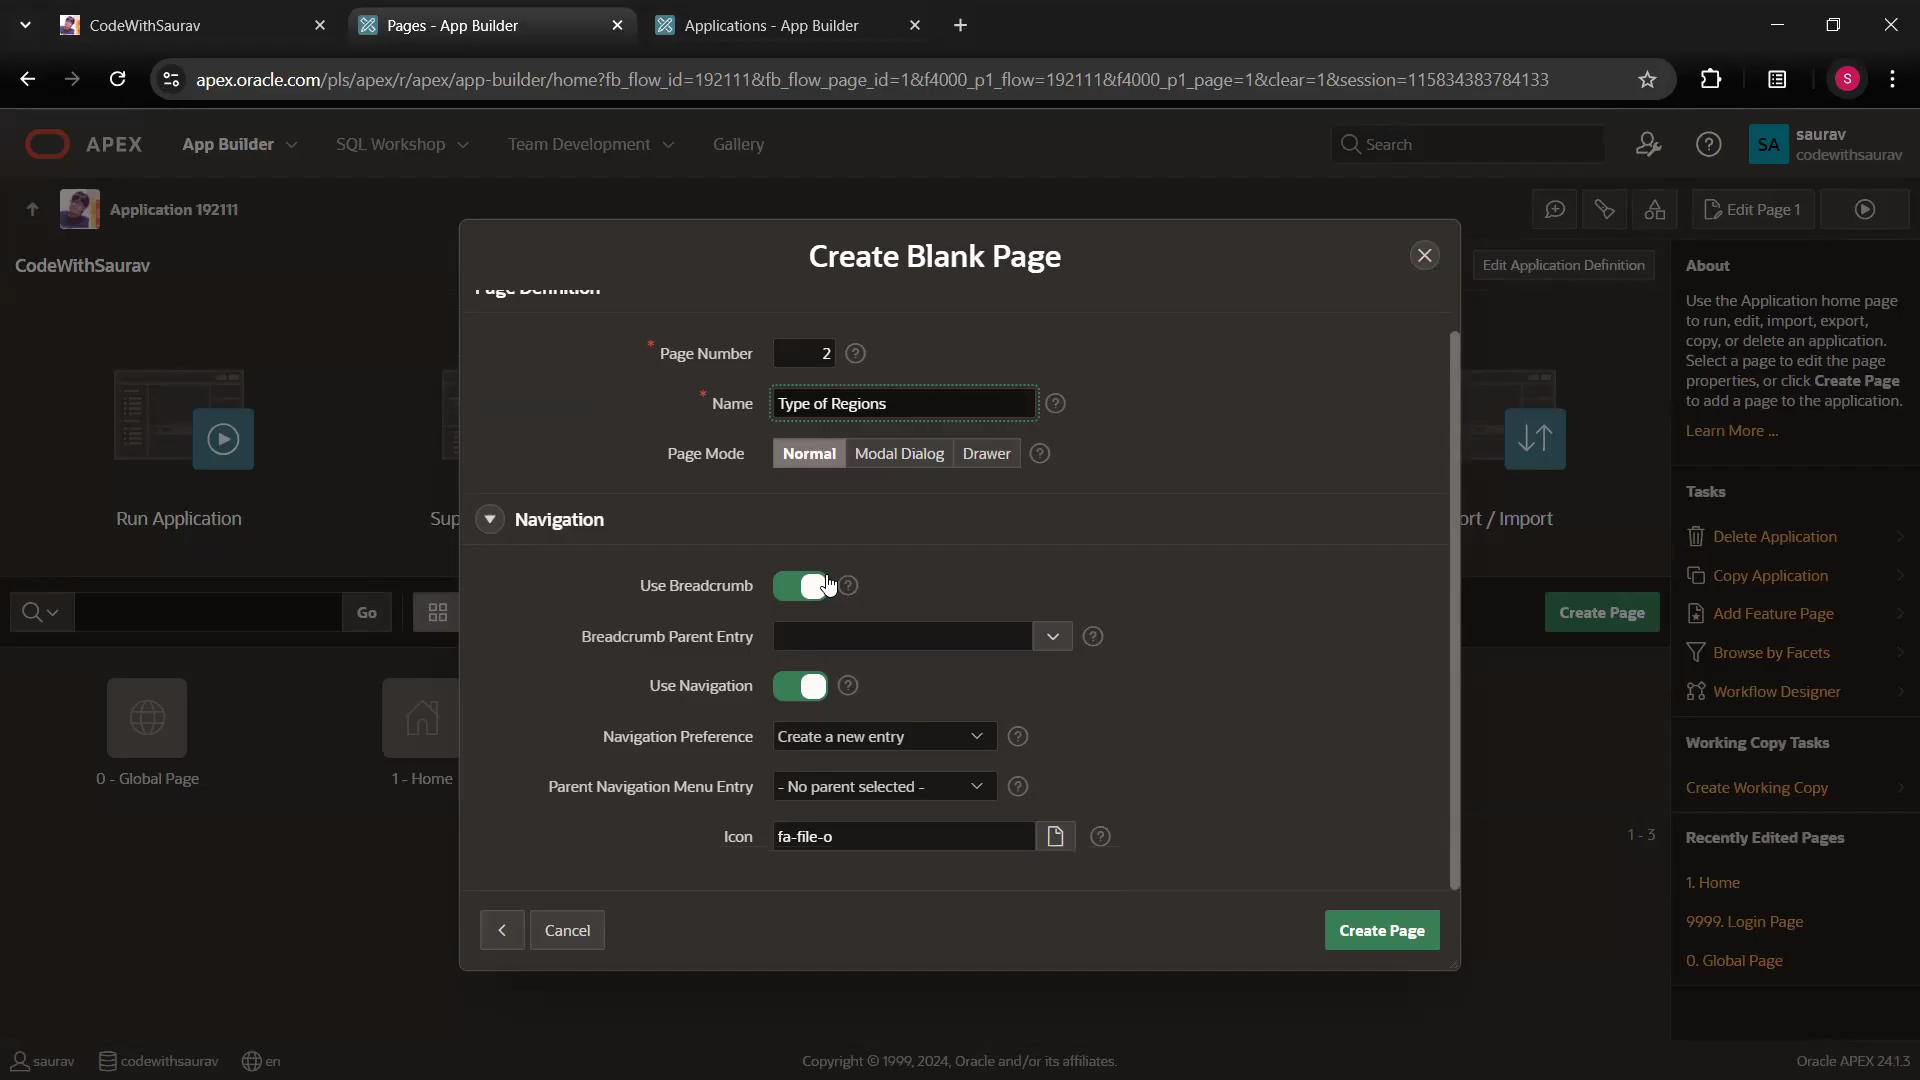 CodeWithSaurav
Pages - App Builder
Applications - App Builder
apex.oracle.com/pls/apex/r/apex/app-builder/home?fb_flow_id=192111&fb_flow_page_id=1&f4000_p1_flow=192111&f4000_p1_page=1&clear=1&session=115834383784133
S
APEX
App Builder
SQL Workshop
Team Development
Gallery
Search
SA
saurav
codewithsaurav
Application 192111
Edit Page 1
CodeWithSaurav
Edit Application Definition
Create Blank Page
Page Definition
* Page Number
2
* Name
Type of Regions
Page Mode
Normal
Modal Dialog
Drawer
Navigation
Use Breadcrumb
Breadcrumb Parent Entry
Use Navigation
Navigation Preference
Create a new entry
Parent Navigation Menu Entry
- No parent selected -
Icon
fa-file-o
Cancel
Create Page
Run Application
Sup
ort / Import
Go
Create Page
0 - Global Page
1 - Home
1 - 3
About
Use the Application home page
to run, edit, import, export,
copy, or delete an application.
Select a page to edit the page
properties, or click Create Page
to add a page to the application.
Learn More ...
Tasks
Delete Application
Copy Application
Add Feature Page
Browse by Facets
Workflow Designer
Working Copy Tasks
Create Working Copy
Recently Edited Pages
1. Home
9999. Login Page
0. Global Page
saurav
codewithsaurav
en
Copyright © 1999, 2024, Oracle and/or its affiliates.
Oracle APEX 24.1.3